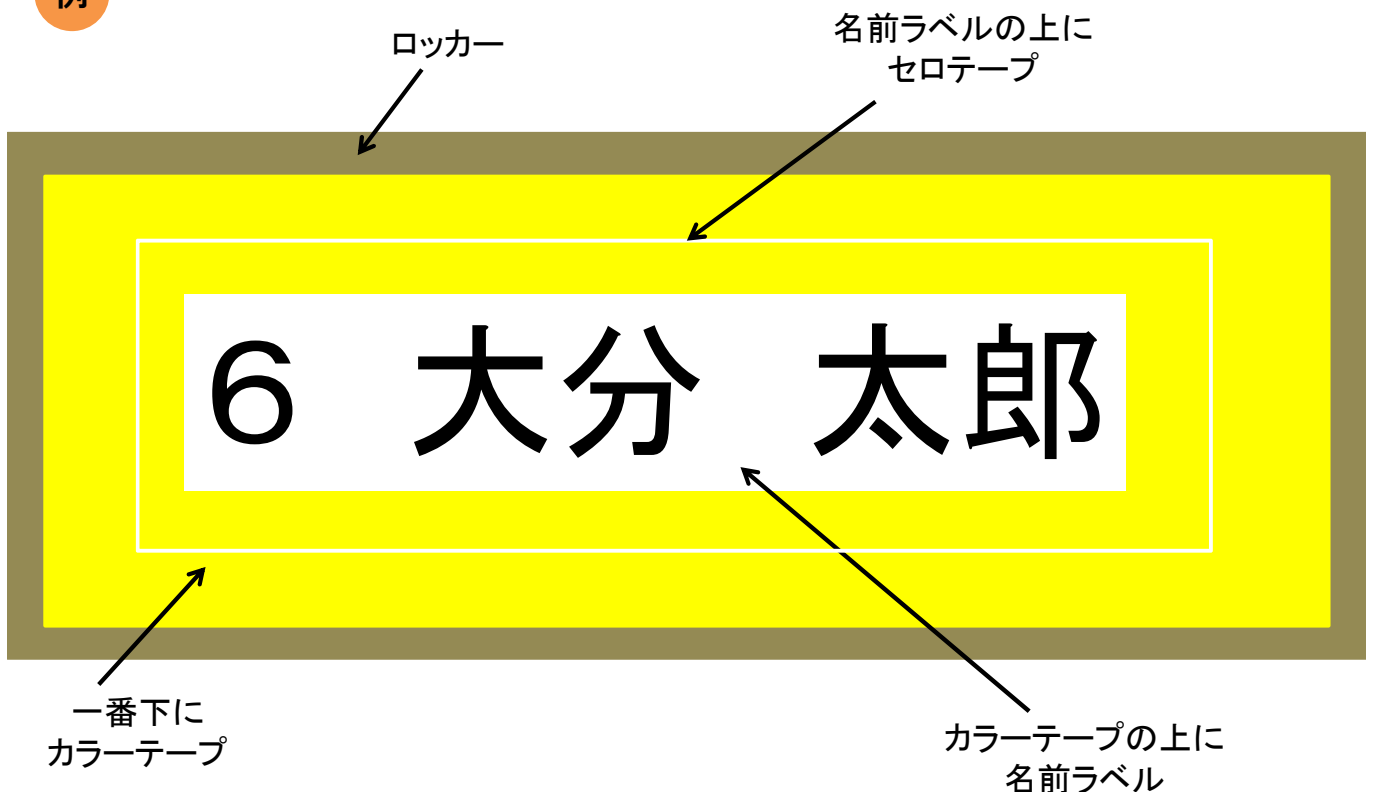 例
ロッカー
名前ラベルの上に
セロテープ
６　大分　太郎
一番下に
カラーテープ
カラーテープの上に
名前ラベル